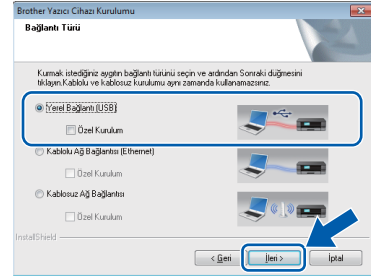 Brother Yazıcı Cihazı Kurulumu
Bağlantı Türü
Kurmak istediğiniz aygıtın bağlantı türünü seçin ve ardından Sonraki düğmesini
tıklayın.Kablolu ve kablosuz kurulumu aynı zamanda kullanamazsınız.
Yerel Bağlantı (USB)
Özel Kurulum
Kablolu Ağ Bağlantısı (Ethernet)
Özel Kurulum
Kablosuz Ağ Bağlantısı
Özel Kurulum
InstallShield
< Geri
İleri >
İptal